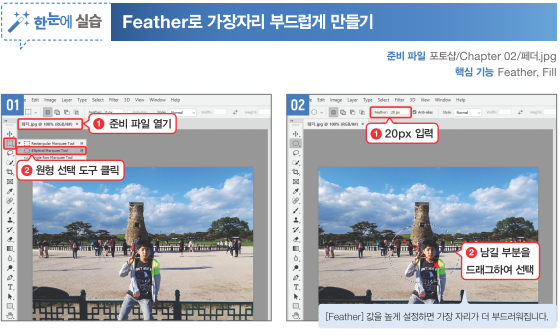 한눈에 실습
Feather로 가장자리 부드럽게 만들기
준비 파일 포토샵/Chapter 02/페더.jpg
핵심 기능 Feather, Fill
01
Edit Image Layer Type Select Filter 3D View Window Help
페더.jpg @ 100% (RGB/8#)
1 준비 파일 열기
Rectangular Marquee Tool M
Elliptical Marquee Tool M
Single Row Marquee Tool
2 원형 선택 도구 클릭
02
Edit Image Layer Type Select Filter 3D View Window Help
Feather: 20 px Anti-alias Style: Normal
페더.jpg @ 100% (RGB/8#)
1 20px 입력
2 남길 부분을
드래그하여 선택
[Feather] 값을 높게 설정하면 가장 자리가 더 부드러워집니다.